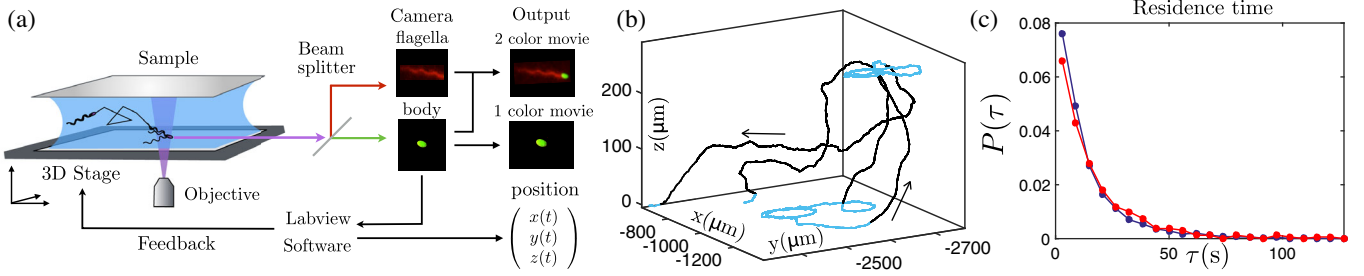 (a)
Sample
Beam
splitter
Camera
flagella
Output
2 color movie
body
1 color movie
3D Stage
Objective
Feedback
Labview
Software
position
x(t)
y(t)
z(t)
(b)
200
100
0
z(μm)
-800
-1000
-1200
x(μm)
y(μm)
-2500
-2700
(c)
Residence time
P(τ)
0.08
0.06
0.04
0.02
0
0
50
100
τ(s)